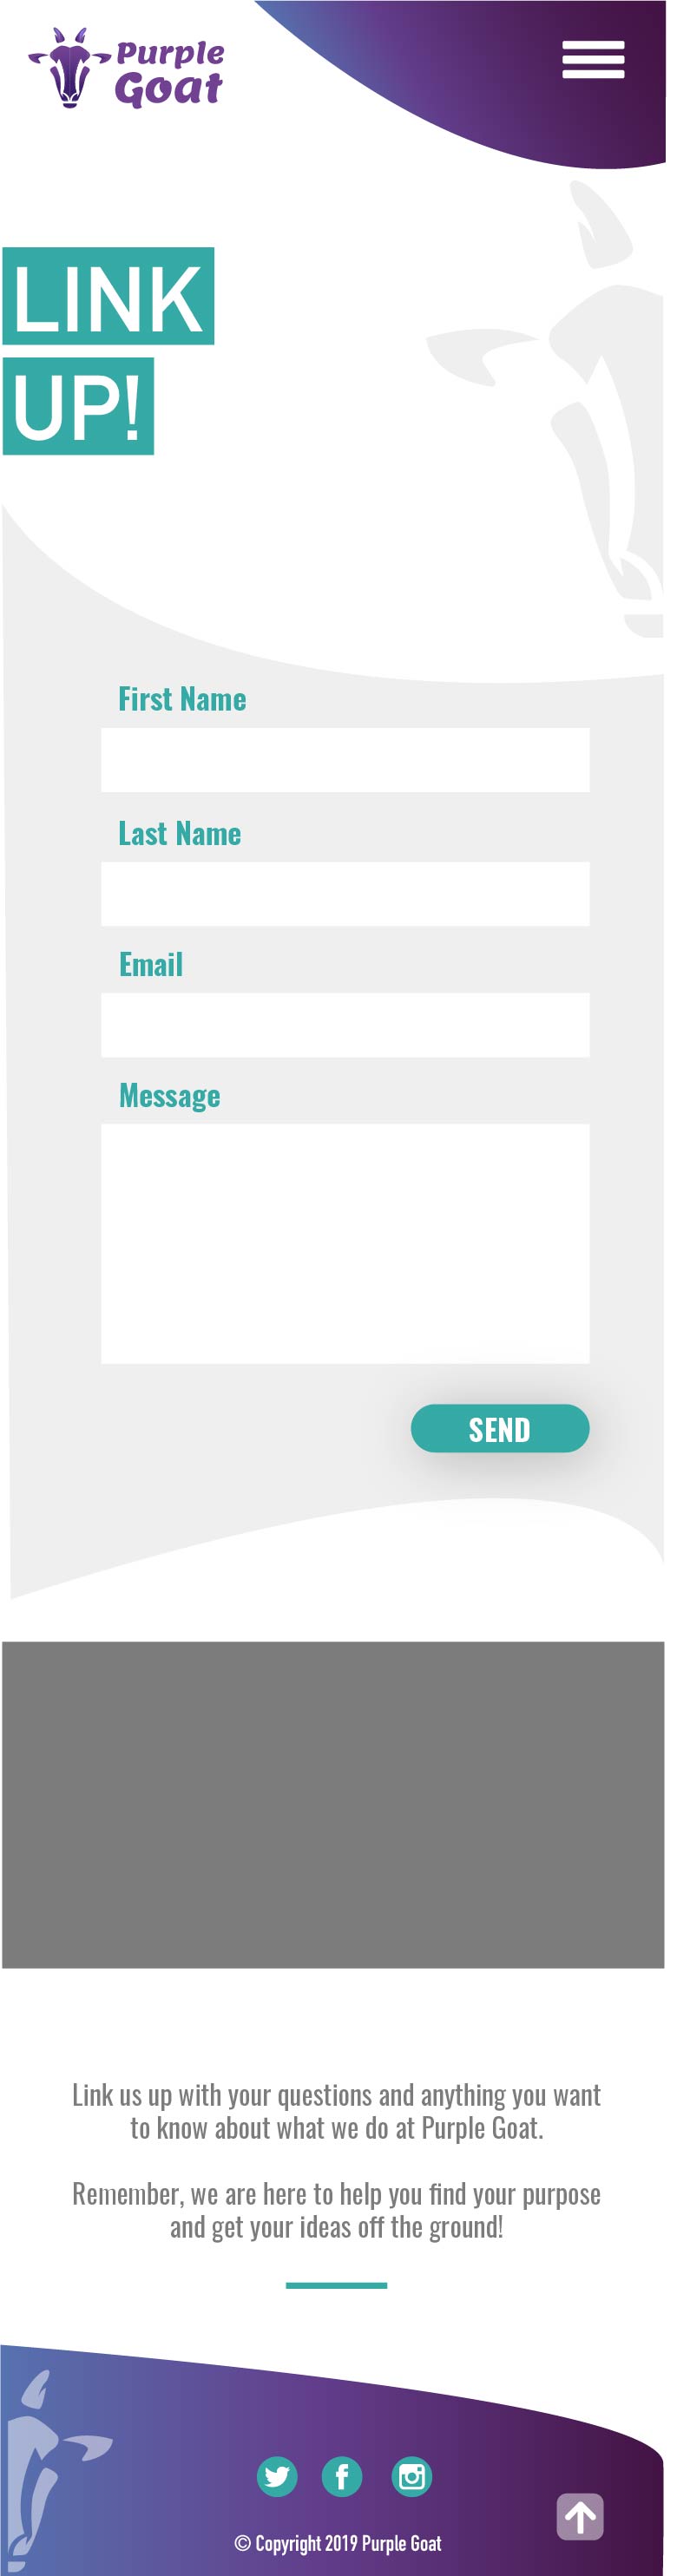 Purple
Goat
LINK
UP!
First Name
Last Name
Email
Message
SEND
Link us up with your questions and anything you want
to know about what we do at Purple Goat.
Remember, we are here to help you find your purpose
and get your ideas off the ground!
© Copyright 2019 Purple Goat